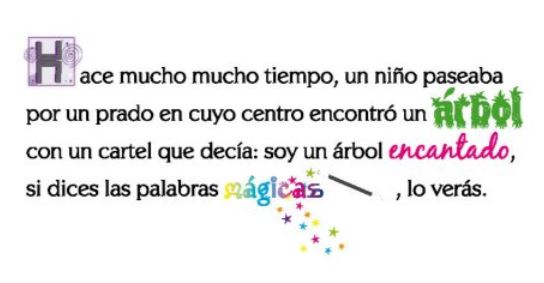 Hace mucho mucho tiempo, un niño paseaba
por un prado en cuyo centro encontró un árbol
con un cartel que decía: soy un árbol encantado,
si dices las palabras mágicas , lo verás.